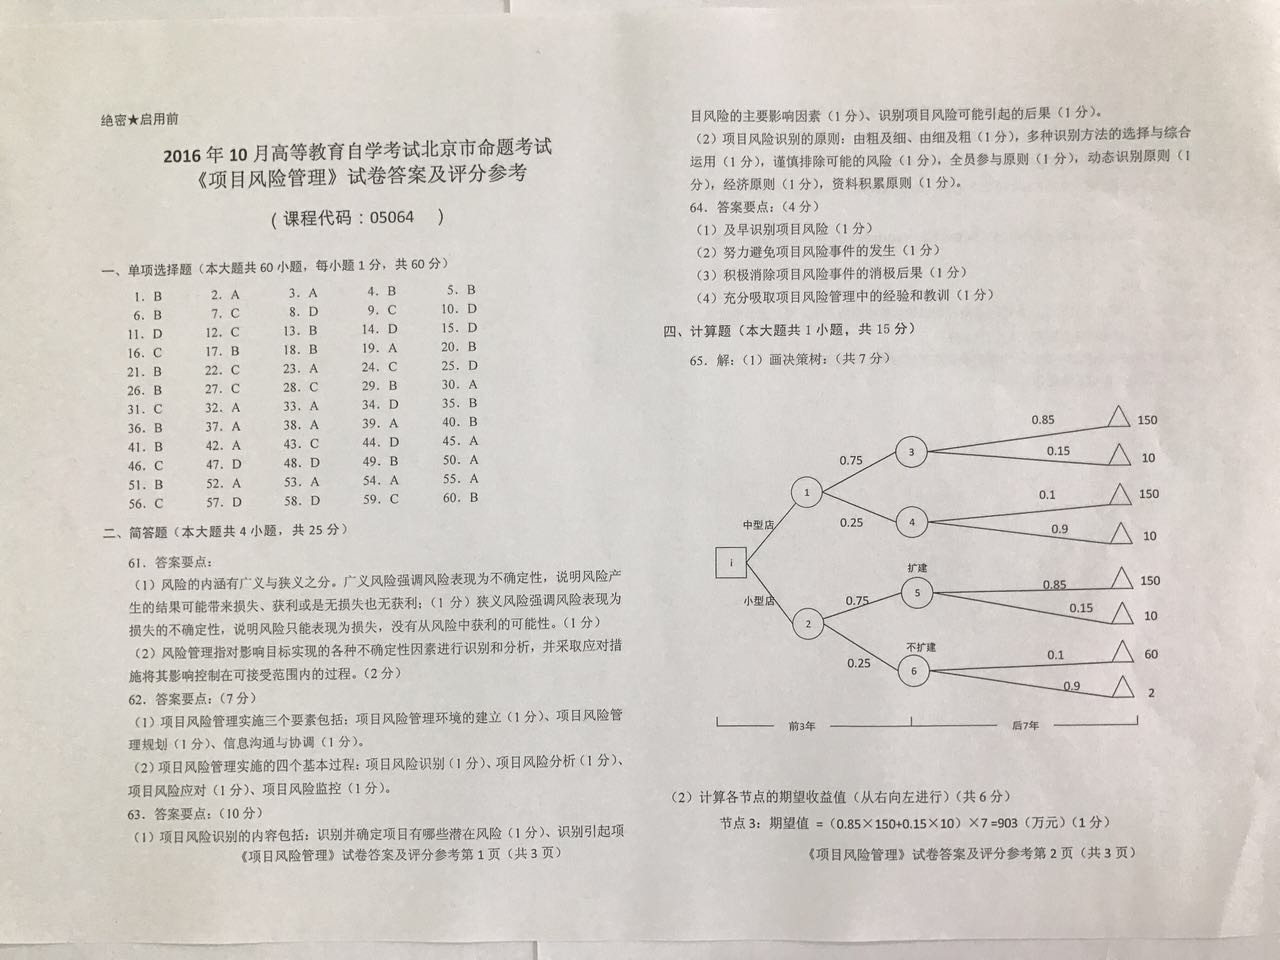 绝密★启用前
2016 年 10 月高等教育自学考试北京市命题考试
《项目风险管理》试卷答案及评分参考
(课程代码：05064 )
一、单项选择题（本大题共 60 小题，每小题 1 分，共 60 分）
1. B 2. A 3. A 4. B 5. B
6. B 7. C 8. D 9. C 10. D
11. D 12. C 13. B 14. D 15. D
16. C 17. B 18. B 19. A 20. B
21. B 22. C 23. A 24. C 25. D
26. B 27. C 28. C 29. B 30. A
31. C 32. A 33. A 34. D 35. B
36. B 37. A 38. A 39. A 40. B
41. B 42. A 43. C 44. D 45. A
46. C 47. D 48. D 49. B 50. A
51. B 52. A 53. A 54. A 55. A
56. C 57. D 58. D 59. C 60. B
二、简答题（本大题共 4 小题，共 25 分）
61. 答案要点：
（1）风险的内涵有广义与狭义之分。广义风险强调风险表现为不确定性，说明风险产
生的结果可能带来损失、获利或是无损失也无获利；（1 分）狭义风险强调风险表现为
损失的不确定性，说明风险只能表现为损失，没有从风险中获利的可能性。（1 分）
（2）风险管理指对影响目标实现的各种不确定性因素进行识别和分析，并采取应对措
施将其影响控制在可接受范围内的过程。（2 分）
62. 答案要点：（7 分）
（1）项目风险管理实施三个要素包括：项目风险管理环境的建立（1 分）、项目风险管
理规划（1 分）、信息沟通与协调（1 分）。
（2）项目风险管理实施的四个基本过程：项目风险识别（1 分）、项目风险分析（1 分）、
项目风险应对（1 分）、项目风险监控（1 分）。
63. 答案要点：（10 分）
（1）项目风险识别的内容包括：识别并确定项目有哪些潜在风险（1 分）、识别引起项
《项目风险管理》试卷答案及评分参考第 1 页（共 3 页）
目风险的主要影响因素（1 分）、识别项目风险可能引起的后果（1 分）。
（2）项目风险识别的原则：由粗及细、由细及粗（1 分），多种识别方法的选择与综合
运用（1 分），谨慎排除可能的风险（1 分），全员参与原则（1 分），动态识别原则（1
分），经济原则（1 分），资料积累原则（1 分）。
64. 答案要点：（4 分）
（1）及早识别项目风险（1 分）
（2）努力避免项目风险事件的发生（1 分）
（3）积极消除项目风险事件的消极后果（1 分）
（4）充分吸取项目风险管理中的经验和教训（1 分）
四、计算题（本大题共 1 小题，共 15 分）
65. 解：（1）画决策树：（共 7 分）
0.85 150
3
0.75 0.15 10
1
0.1 150
0.25 4
中型店 0.9 10
i
扩建
小型店 0.75 5 0.85 150
0.15 10
2
不扩建
0.25 6 0.1 60
0.9 2
前3年 后7年
（2）计算各节点的期望收益值（从右向左进行）（共 6 分）
节点 3：期望值 =（0.85×150+0.15×10）×7 =903（万元）（1 分）
《项目风险管理》试卷答案及评分参考第 2 页（共 3 页）